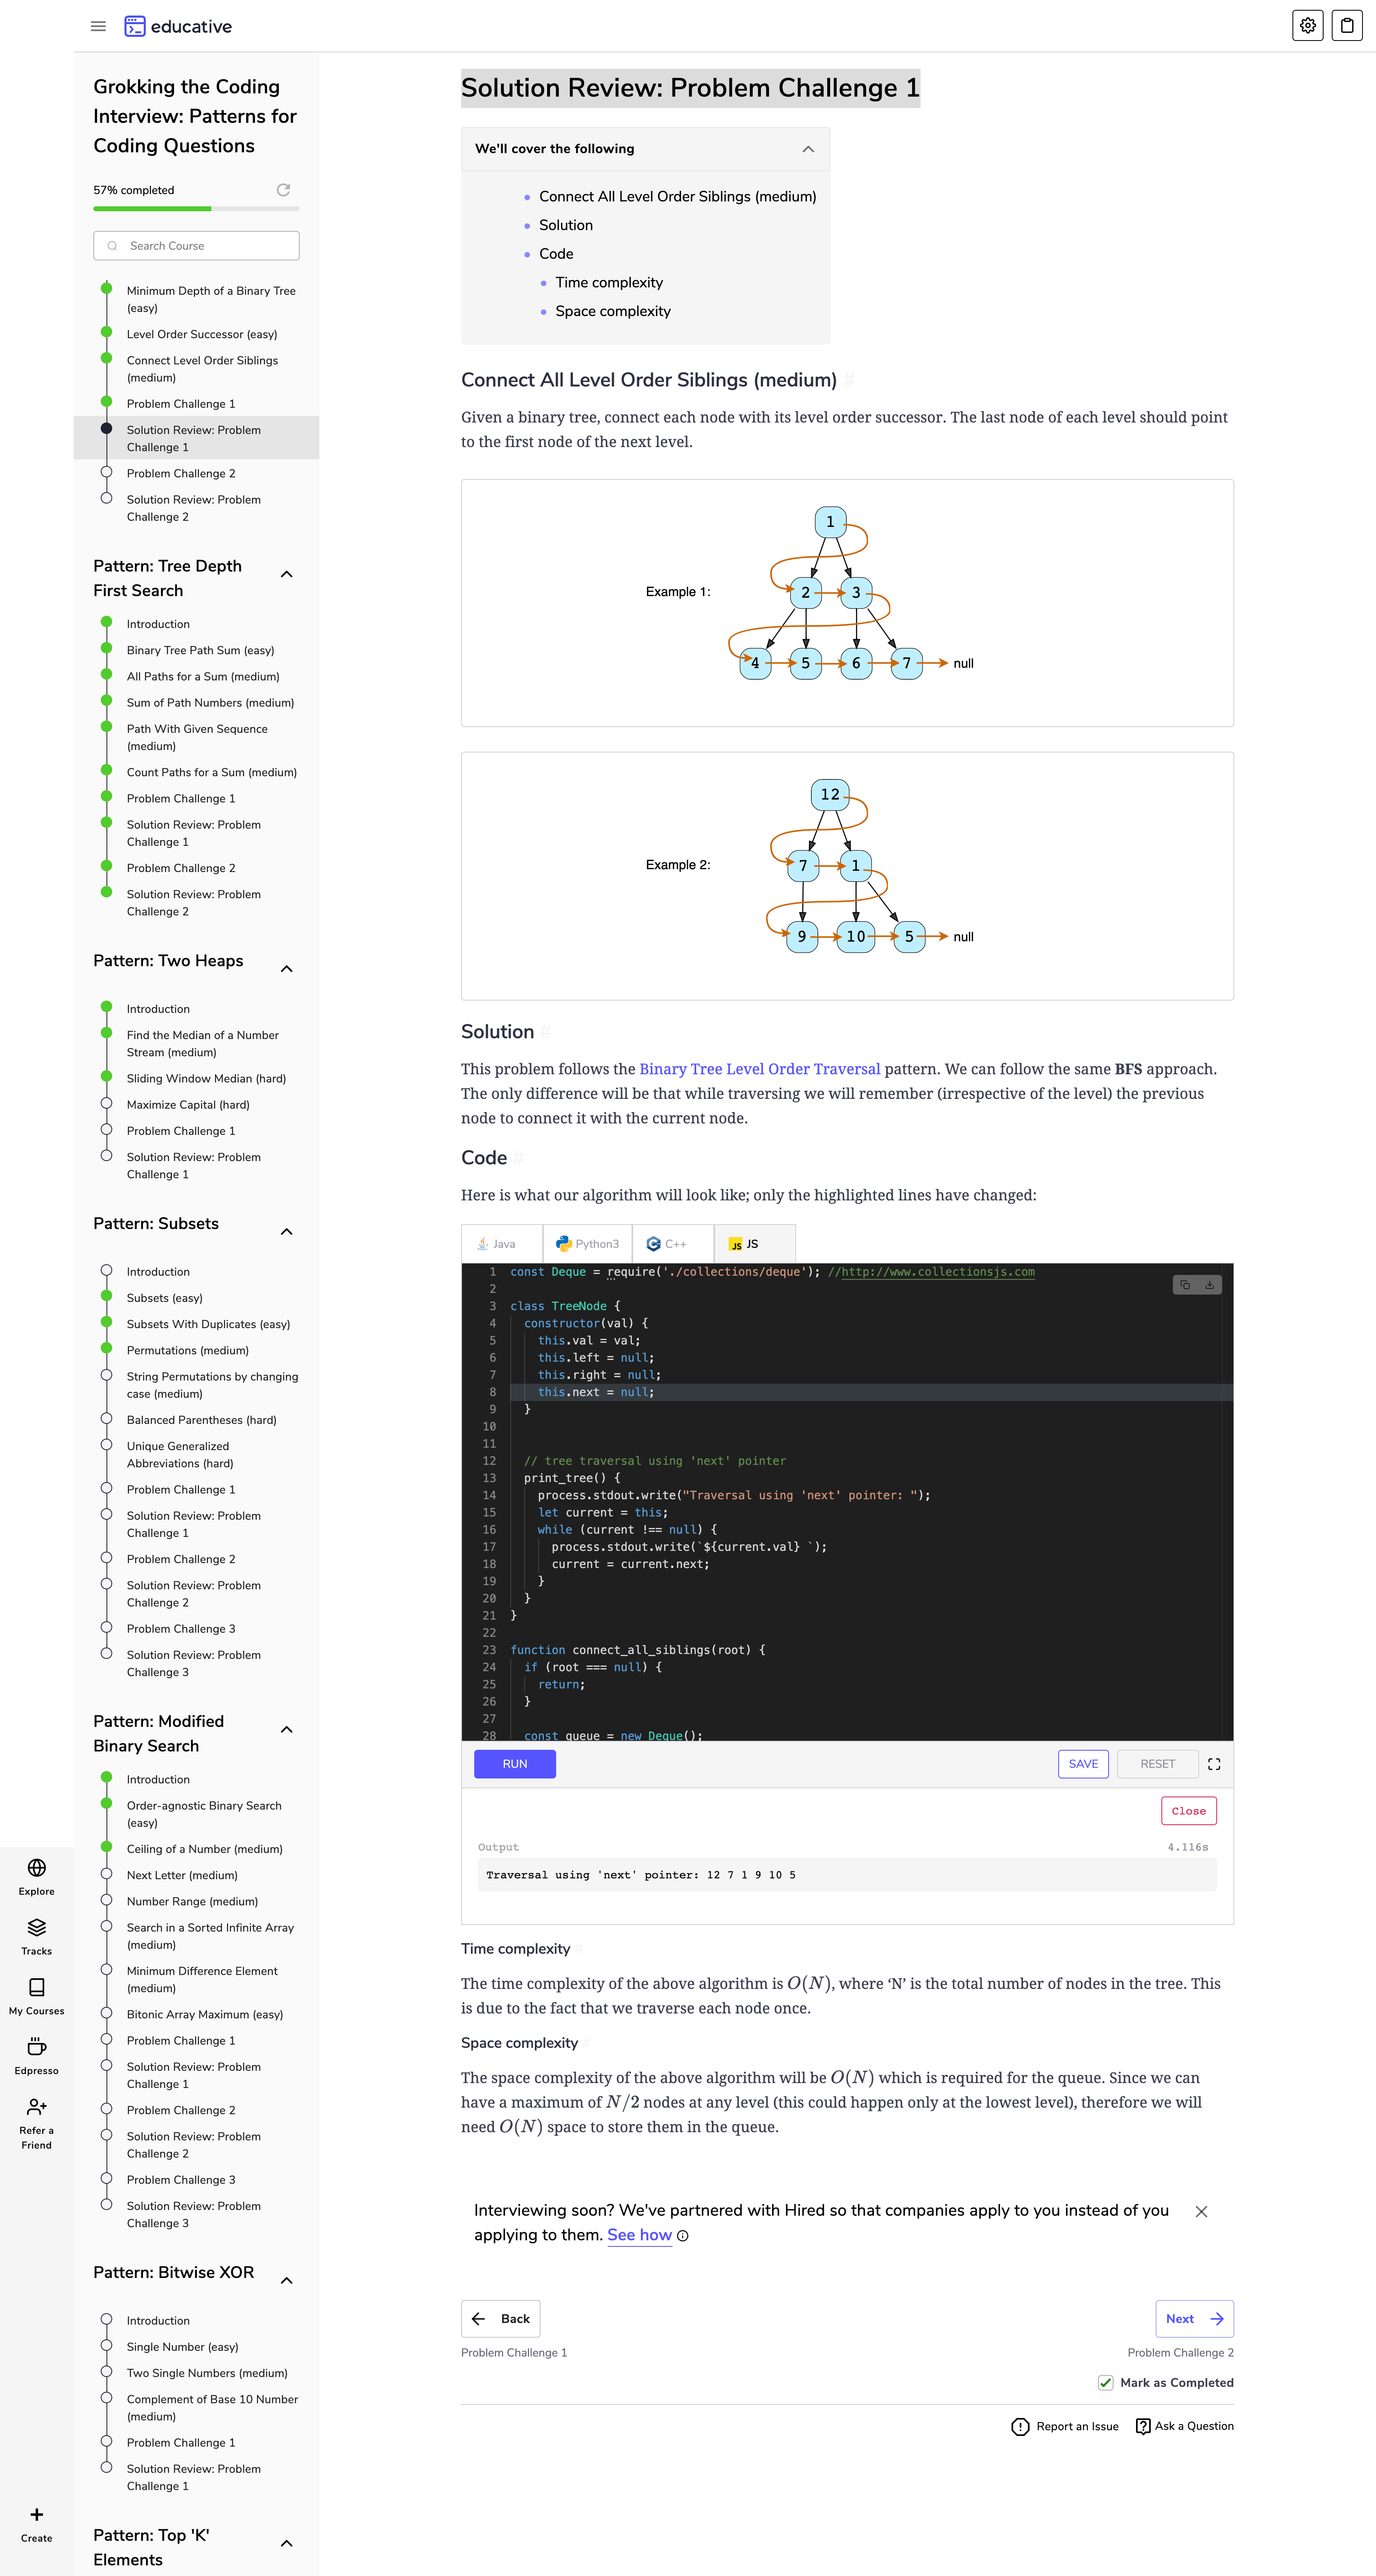 educative
Grokking the Coding
Interview: Patterns for
Coding Questions
57% completed
Search Course
Minimum Depth of a Binary Tree
(easy)
Level Order Successor (easy)
Connect Level Order Siblings
(medium)
Problem Challenge 1
Solution Review: Problem
Challenge 1
Problem Challenge 2
Solution Review: Problem
Challenge 2
Pattern: Tree Depth
First Search
Introduction
Binary Tree Path Sum (easy)
All Paths for a Sum (medium)
Sum of Path Numbers (medium)
Path With Given Sequence
(medium)
Count Paths for a Sum (medium)
Problem Challenge 1
Solution Review: Problem
Challenge 1
Problem Challenge 2
Solution Review: Problem
Challenge 2
Pattern: Two Heaps
Introduction
Find the Median of a Number
Stream (medium)
Sliding Window Median (hard)
Maximize Capital (hard)
Problem Challenge 1
Solution Review: Problem
Challenge 1
Pattern: Subsets
Introduction
Subsets (easy)
Subsets With Duplicates (easy)
Permutations (medium)
String Permutations by changing
case (medium)
Balanced Parentheses (hard)
Unique Generalized
Abbreviations (hard)
Problem Challenge 1
Solution Review: Problem
Challenge 1
Problem Challenge 2
Solution Review: Problem
Challenge 2
Problem Challenge 3
Solution Review: Problem
Challenge 3
Pattern: Modified
Binary Search
Introduction
Order-agnostic Binary Search
(easy)
Ceiling of a Number (medium)
Next Letter (medium)
Number Range (medium)
Search in a Sorted Infinite Array
(medium)
Minimum Difference Element
(medium)
Bitonic Array Maximum (easy)
Problem Challenge 1
Solution Review: Problem
Challenge 1
Problem Challenge 2
Solution Review: Problem
Challenge 2
Problem Challenge 3
Solution Review: Problem
Challenge 3
Pattern: Bitwise XOR
Introduction
Single Number (easy)
Two Single Numbers (medium)
Complement of Base 10 Number
(medium)
Problem Challenge 1
Solution Review: Problem
Challenge 1
Pattern: Top 'K'
Elements
Explore
Tracks
My Courses
Edpresso
Refer a
Friend
Create
Solution Review: Problem Challenge 1
We'll cover the following
Connect All Level Order Siblings (medium)
Solution
Code
Time complexity
Space complexity
Connect All Level Order Siblings (medium) #
Given a binary tree, connect each node with its level order successor. The last node of each level should point
to the first node of the next level.
1
Example 1: 2 3
4 5 6 7 null
12
Example 2: 7 1
9 10 5 null
Solution #
This problem follows the Binary Tree Level Order Traversal pattern. We can follow the same BFS approach.
The only difference will be that while traversing we will remember (irrespective of the level) the previous
node to connect it with the current node.
Code #
Here is what our algorithm will look like; only the highlighted lines have changed:
Java Python3 C++ JS JS
1 const Deque = require('./collections/deque'); //http://www.collectionsjs.com
2
3 class TreeNode {
4 constructor(val) {
5 this.val = val;
6 this.left = null;
7 this.right = null;
8 this.next = null;
9 }
10
11
12 // tree traversal using 'next' pointer
13 print_tree() {
14 process.stdout.write("Traversal using 'next' pointer: ");
15 let current = this;
16 while (current !== null) {
17 process.stdout.write(`${current.val} `);
18 current = current.next;
19 }
20 }
21 }
22
23 function connect_all_siblings(root) {
24 if (root === null) {
25 return;
26 }
27
28 const queue = new Deque();
RUN SAVE RESET
Close
Output 4.116s
Traversal using 'next' pointer: 12 7 1 9 10 5
Time complexity #
The time complexity of the above algorithm is O(N), where ‘N’ is the total number of nodes in the tree. This
is due to the fact that we traverse each node once.
Space complexity #
The space complexity of the above algorithm will be O(N) which is required for the queue. Since we can
have a maximum of N/2 nodes at any level (this could happen only at the lowest level), therefore we will
need O(N) space to store them in the queue.
Interviewing soon? We've partnered with Hired so that companies apply to you instead of you
applying to them. See how
Back Next
Problem Challenge 1 Problem Challenge 2
Mark as Completed
Report an Issue Ask a Question